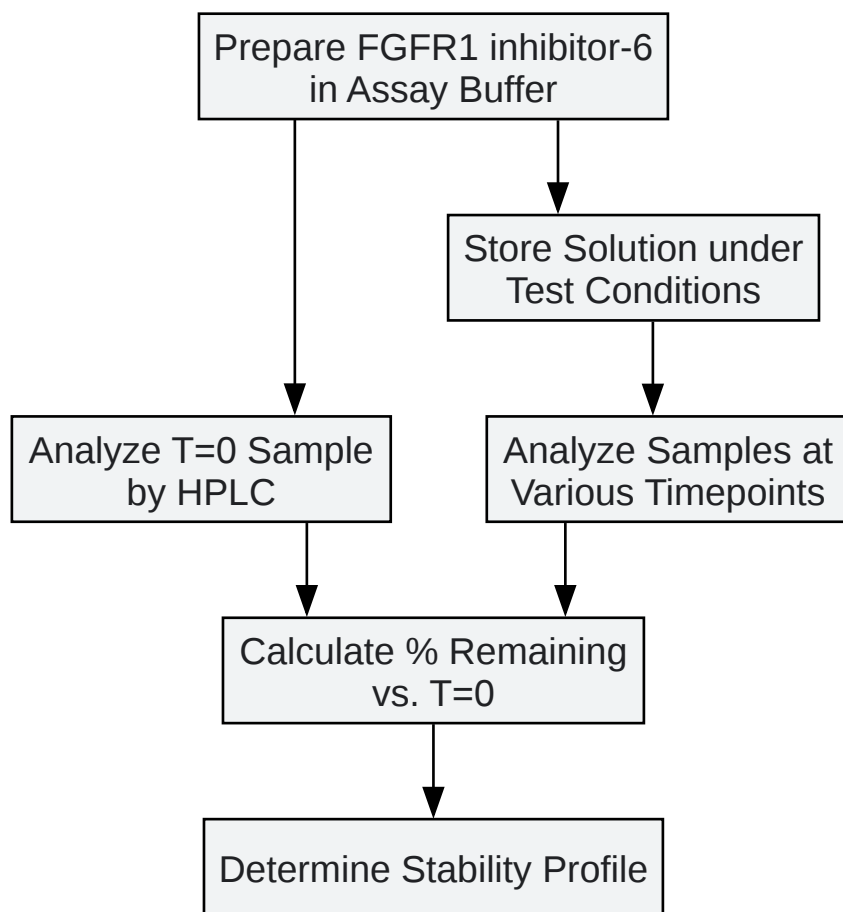 Prepare FGFR1 inhibitor-6
in Assay Buffer
Store Solution under
Test Conditions
Analyze T=0 Sample
by HPLC
Analyze Samples at
Various Timepoints
Calculate % Remaining
vs. T=0
Determine Stability Profile